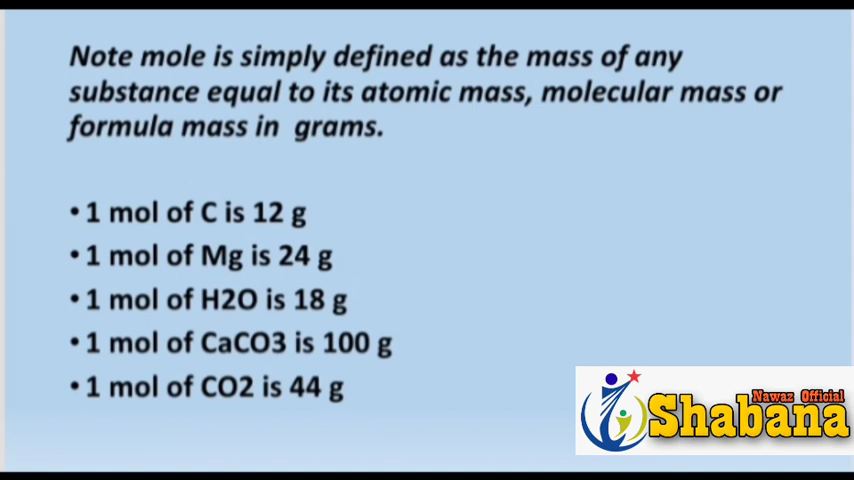 Note mole is simply defined as the mass of any
substance equal to its atomic mass, molecular mass or
formula mass in grams.
• 1 mol of C is 12 g
• 1 mol of Mg is 24 g
• 1 mol of H2O is 18 g
• 1 mol of CaCO3 is 100 g
• 1 mol of CO2 is 44 g
Nawaz Official
Shabana